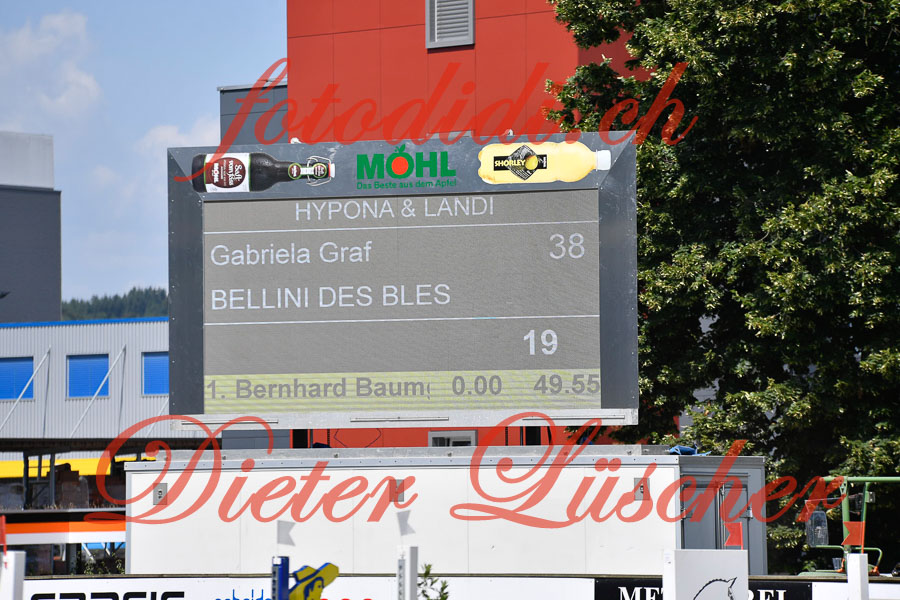 fotodidi.ch
MÖHL
Das Beste aus dem Apfel
SHORLEY
MÖHL
HYPONA & LANDI
Gabriela Graf 38
BELLINI DES BLES
19
1. Bernhard Baum 0.00 49.55
Dieter Lüscher